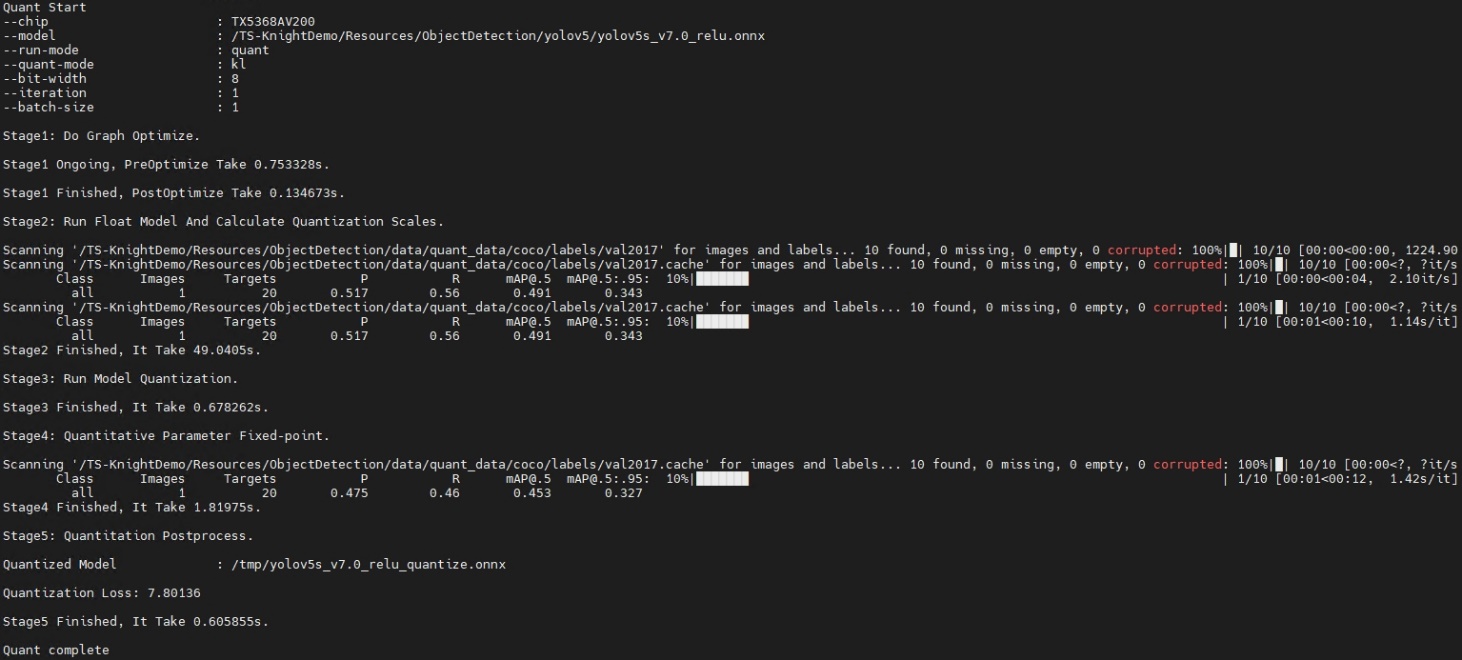 Quant Start
--chip : TX5368AV200
--model : /TS-KnightDemo/Resources/ObjectDetection/yolov5/yolov5s_v7.0_relu.onnx
--run-mode : quant
--quant-mode : kl
--bit-width : 8
--iteration : 1
--batch-size : 1
Stage1: Do Graph Optimize.
Stage1 Ongoing, PreOptimize Take 0.753328s.
Stage1 Finished, PostOptimize Take 0.134673s.
Stage2: Run Float Model And Calculate Quantization Scales.
Scanning '/TS-KnightDemo/Resources/ObjectDetection/data/quant_data/coco/labels/val2017' for images and labels... 10 found, 0 missing, 0 empty, 0 corrupted: 100%|█| 10/10 [00:00<00:00, 1224.90
Scanning '/TS-KnightDemo/Resources/ObjectDetection/data/quant_data/coco/labels/val2017.cache' for images and labels... 10 found, 0 missing, 0 empty, 0 corrupted: 100%|█| 10/10 [00:00<?, ?it/s
Class Images Targets P R mAP@.5 mAP@.5:.95: 10%|███████ | 1/10 [00:00<00:04, 2.10it/s]
all 1 20 0.517 0.56 0.491 0.343
Scanning '/TS-KnightDemo/Resources/ObjectDetection/data/quant_data/coco/labels/val2017.cache' for images and labels... 10 found, 0 missing, 0 empty, 0 corrupted: 100%|█| 10/10 [00:00<?, ?it/s
Class Images Targets P R mAP@.5 mAP@.5:.95: 10%|███████ | 1/10 [00:01<00:10, 1.14s/it]
all 1 20 0.517 0.56 0.491 0.343
Stage2 Finished, It Take 49.0405s.
Stage3: Run Model Quantization.
Stage3 Finished, It Take 0.678262s.
Stage4: Quantitative Parameter Fixed-point.
Scanning '/TS-KnightDemo/Resources/ObjectDetection/data/quant_data/coco/labels/val2017.cache' for images and labels... 10 found, 0 missing, 0 empty, 0 corrupted: 100%|█| 10/10 [00:00<?, ?it/s
Class Images Targets P R mAP@.5 mAP@.5:.95: 10%|███████ | 1/10 [00:01<00:12, 1.42s/it]
all 1 20 0.475 0.46 0.453 0.327
Stage4 Finished, It Take 1.81975s.
Stage5: Quantitation Postprocess.
Quantized Model : /tmp/yolov5s_v7.0_relu_quantize.onnx
Quantization Loss: 7.80136
Stage5 Finished, It Take 0.605855s.
Quant complete